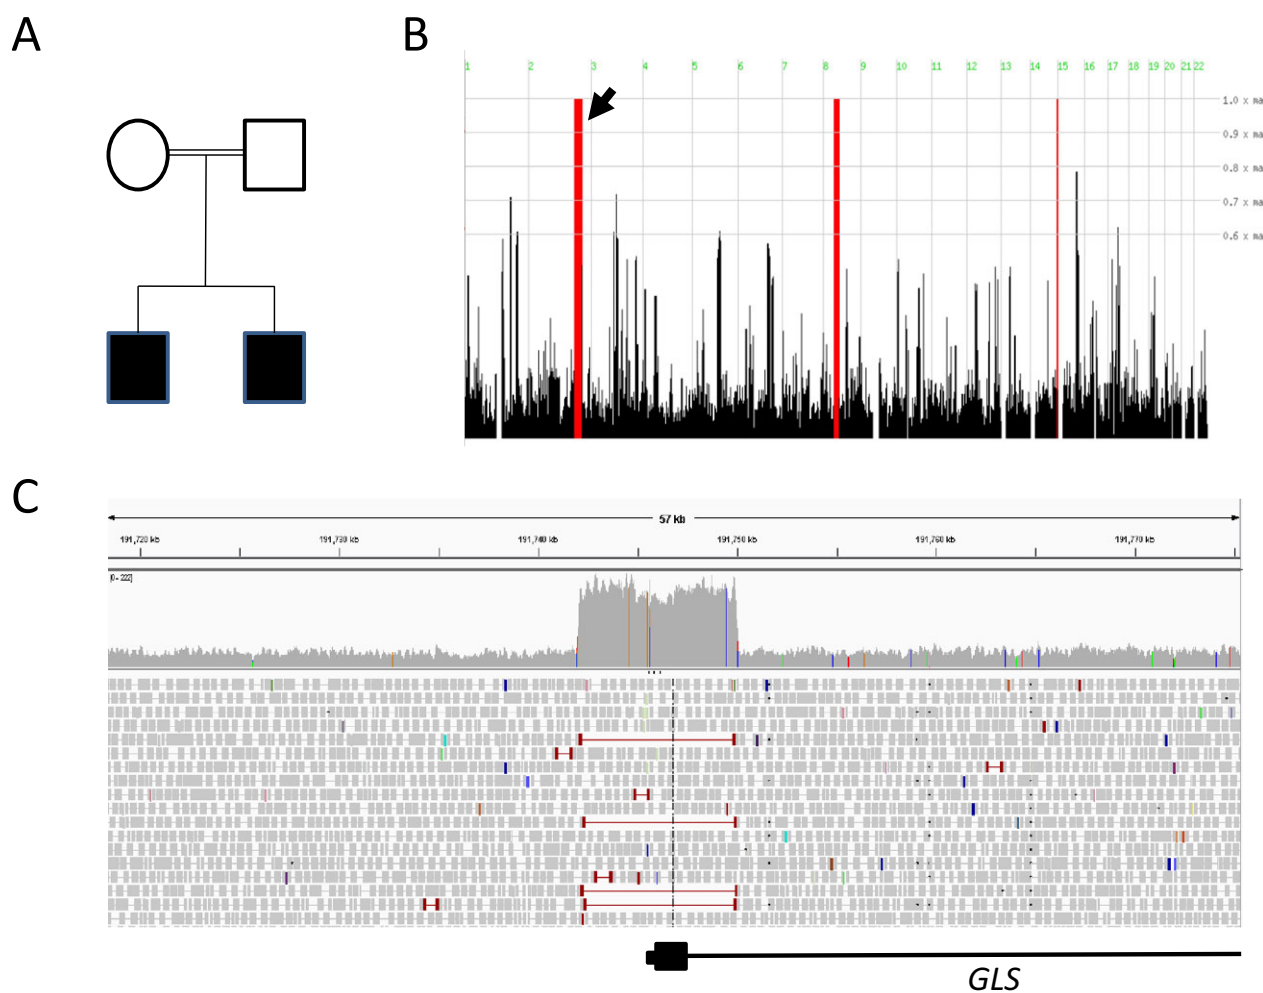 A
B
1 2 3 4 5 6 7 8 9 10 11 12 13 14 15 16 17 18 19 20 21 22
1.0 x ma
0.9 x ma
0.8 x ma
0.7 x ma
0.6 x ma
C
57 kb
191,720 kb 191,730 kb 191,740 kb 191,750 kb 191,760 kb 191,770 kb
[0 - 222]
GLS